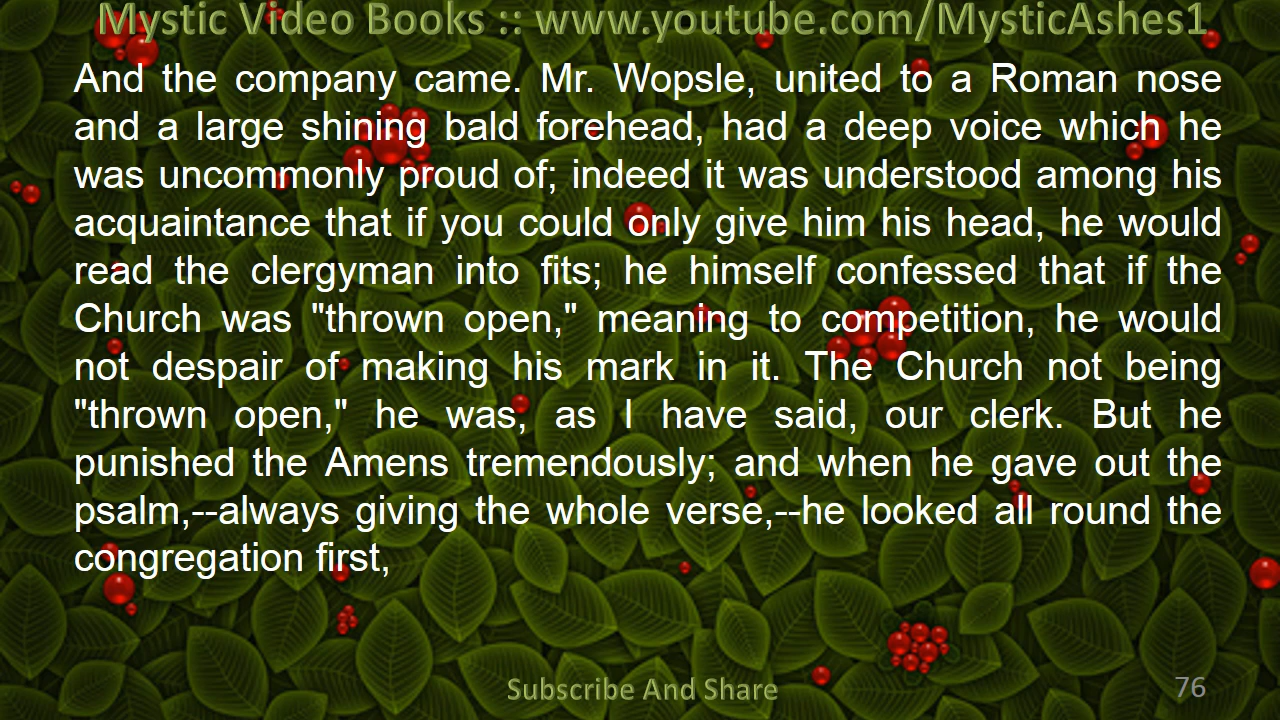 Mystic Video Books :: www.youtube.com/MysticAshes1
And the company came. Mr. Wopsle, united to a Roman nose
and a large shining bald forehead, had a deep voice which he
was uncommonly proud of; indeed it was understood among his
acquaintance that if you could only give him his head, he would
read the clergyman into fits; he himself confessed that if the
Church was "thrown open," meaning to competition, he would
not despair of making his mark in it. The Church not being
"thrown open," he was, as I have said, our clerk. But he
punished the Amens tremendously; and when he gave out the
psalm,--always giving the whole verse,--he looked all round the
congregation first,
Subscribe And Share
76